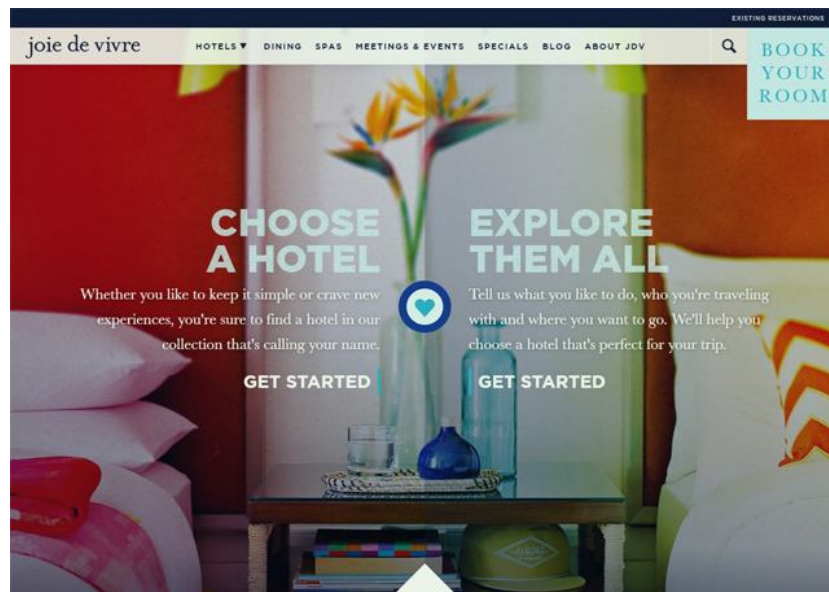 EXISTING RESERVATIONS
joie de vivre
HOTELS ▼ DINING SPAS MEETINGS & EVENTS SPECIALS BLOG ABOUT JDV
BOOK
YOUR
ROOM
CHOOSE
A HOTEL
Whether you like to keep it simple or crave new
experiences, you're sure to find a hotel in our
collection that's calling your name.
GET STARTED
EXPLORE
THEM ALL
Tell us what you like to do, who you're traveling
with and where you want to go. We'll help you
choose a hotel that's perfect for your trip.
GET STARTED